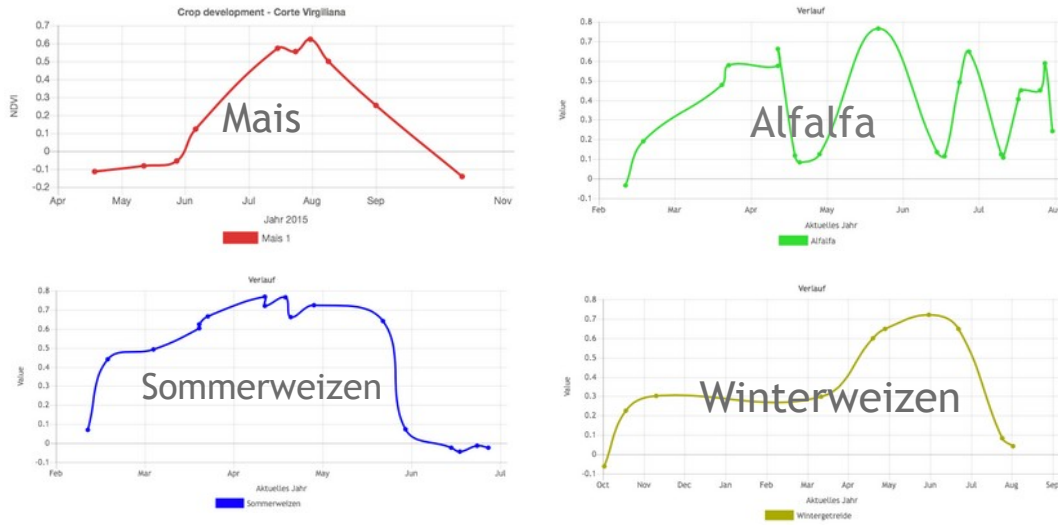 Crop development - Corte Virgiliana
0.7
0.6
0.5
0.4
0.3
0.2
0.1
0
-0.1
-0.2
NDVI
Mais
Apr May Jun Jul Aug Sep Nov
Jahr 2015
Mais 1
Verlauf
0.8
0.7
0.6
0.5
0.4
0.3
0.2
0.1
0
-0.1
Value
Alfalfa
Feb Mar Apr May Jun Jul Au
Aktuelles Jahr
Alfalfa
Verlauf
0.8
0.7
0.6
0.5
0.4
0.3
0.2
0.1
0
-0.1
Value
Sommerweizen
Feb Mar Apr May Jun Jul
Aktuelles Jahr
Sommerweizen
Verlauf
0.8
0.7
0.6
0.5
0.4
0.3
0.2
0.1
0
-0.1
Value
Winterweizen
Oct Nov Dec Jan Feb Mar Apr May Jun Jul Aug Sep
Aktuelles Jahr
Wintergetreide